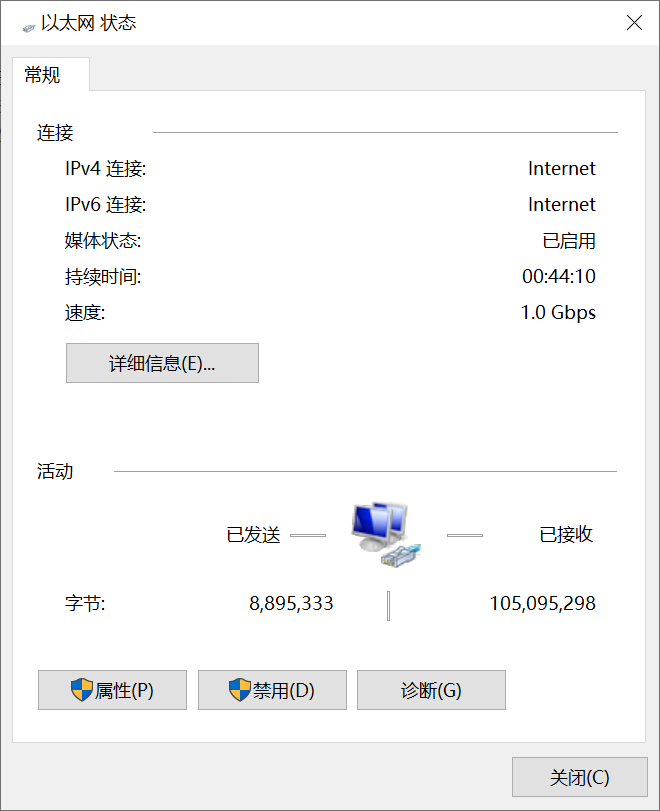 以太网 状态
常规
连接
IPv4 连接: Internet
IPv6 连接: Internet
媒体状态: 已启用
持续时间: 00:44:10
速度: 1.0 Gbps
详细信息(E)...
活动
已发送 已接收
字节: 8,895,333 105,095,298
属性(P) 禁用(D) 诊断(G)
关闭(C)